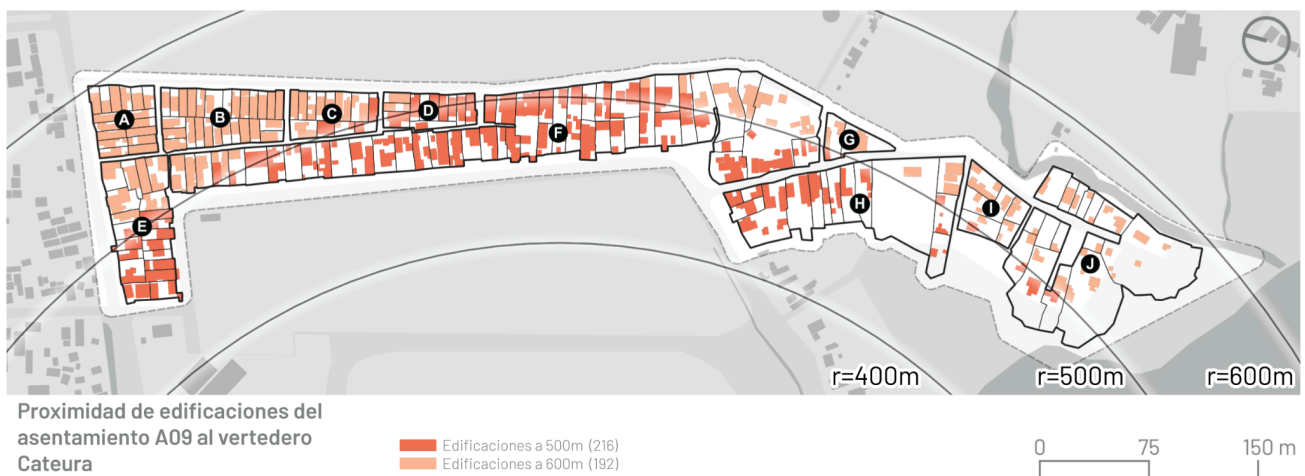 A
B
C
D
E
F
G
H
I
J
r=400m
r=500m
r=600m
Proximidad de edificaciones del
asentamiento A09 al vertedero
Cateura
Edificaciones a 500m (216)
Edificaciones a 600m (192)
0 75 150 m